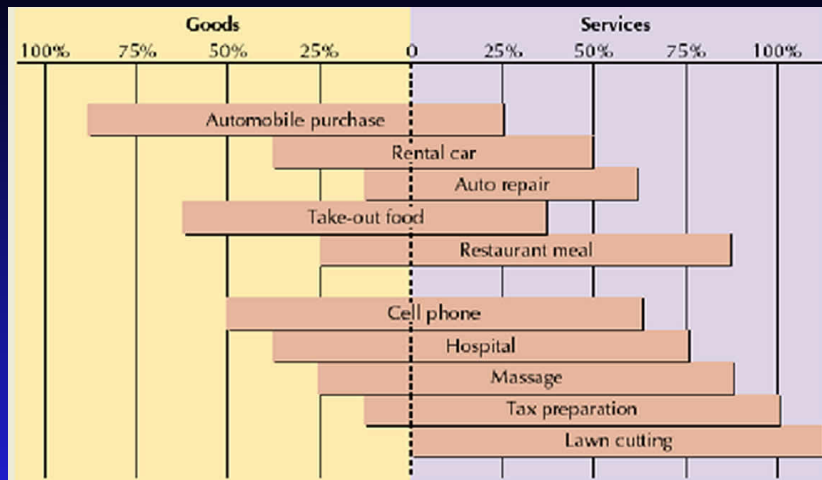 Goods Services
100% 75% 50% 25% 0 25% 50% 75% 100%
Automobile purchase
Rental car
Auto repair
Take-out food
Restaurant meal
Cell phone
Hospital
Massage
Tax preparation
Lawn cutting